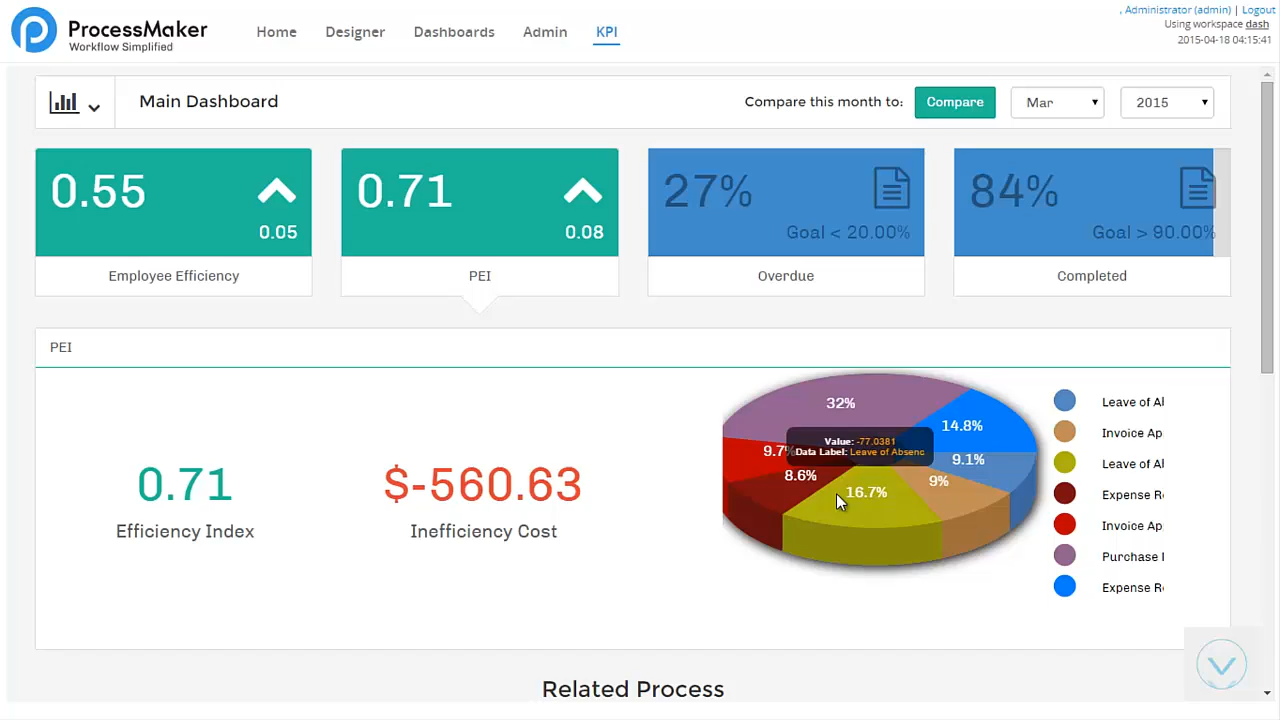 ProcessMaker
Workflow Simplified
Home
Designer
Dashboards
Admin
KPI
, Administrator (admin) | Logout
Using workspace dash
2015-04-18 04:15:41
Main Dashboard
Compare this month to:
Compare
Mar
2015
0.55
0.05
Employee Efficiency
0.71
0.08
PEI
27%
Goal < 20.00%
Overdue
84%
Goal > 90.00%
Completed
PEI
0.71
Efficiency Index
$-560.63
Inefficiency Cost
32%
14.8%
Value: -77.0381
Data Label: Leave of Absenc
9.7%
9.1%
8.6%
9%
16.7%
Leave of Al
Invoice Ap
Leave of Al
Expense Re
Invoice Ap
Purchase
Expense Re
Related Process